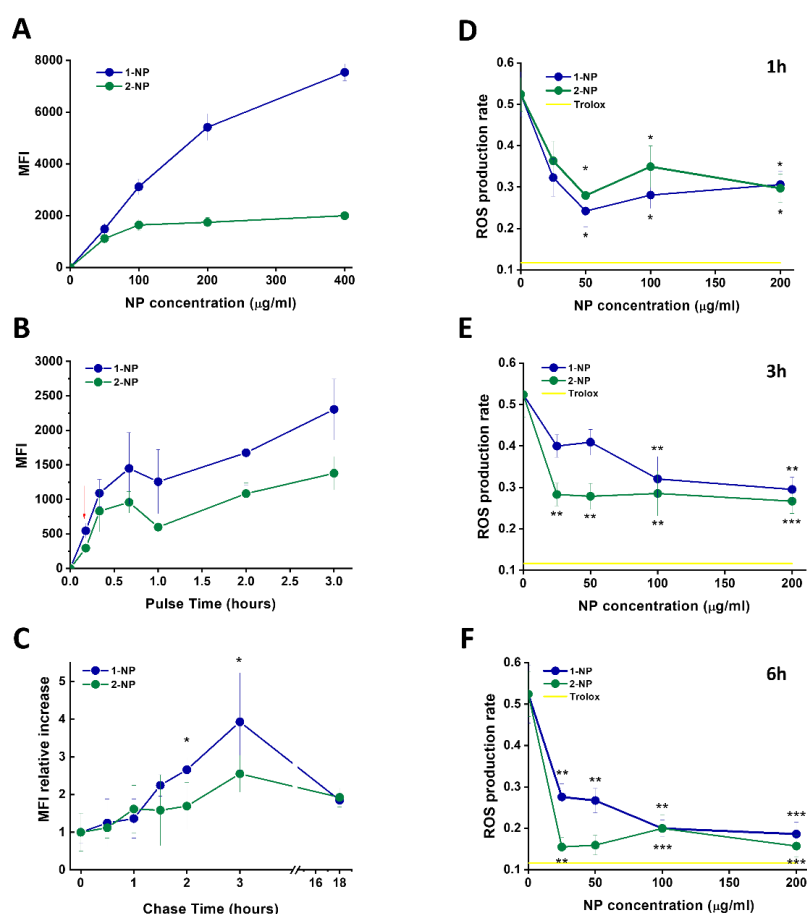 A
1-NP
2-NP
8000
6000
4000
2000
0
MFI
0 100 200 300 400
NP concentration (μg/ml)
B
1-NP
2-NP
3000
2500
2000
1500
1000
500
0
MFI
0.0 0.5 1.0 1.5 2.0 2.5 3.0
Pulse Time (hours)
C
1-NP
2-NP
*
*
5
4
3
2
1
0
MFI relative increase
0 1 2 3 16 18
Chase Time (hours)
D
1h
1-NP
2-NP
Trolox
0.6
0.5
0.4
0.3
0.2
0.1
ROS production rate
* * *
* * *
0 50 100 150 200
NP concentration (μg/ml)
E
3h
1-NP
2-NP
Trolox
0.6
0.5
0.4
0.3
0.2
0.1
ROS production rate
** **
** ** ** ***
0 50 100 150 200
NP concentration (μg/ml)
F
6h
1-NP
2-NP
Trolox
0.6
0.5
0.4
0.3
0.2
0.1
ROS production rate
** ** ** ***
** *** ***
0 50 100 150 200
NP concentration (μg/ml)